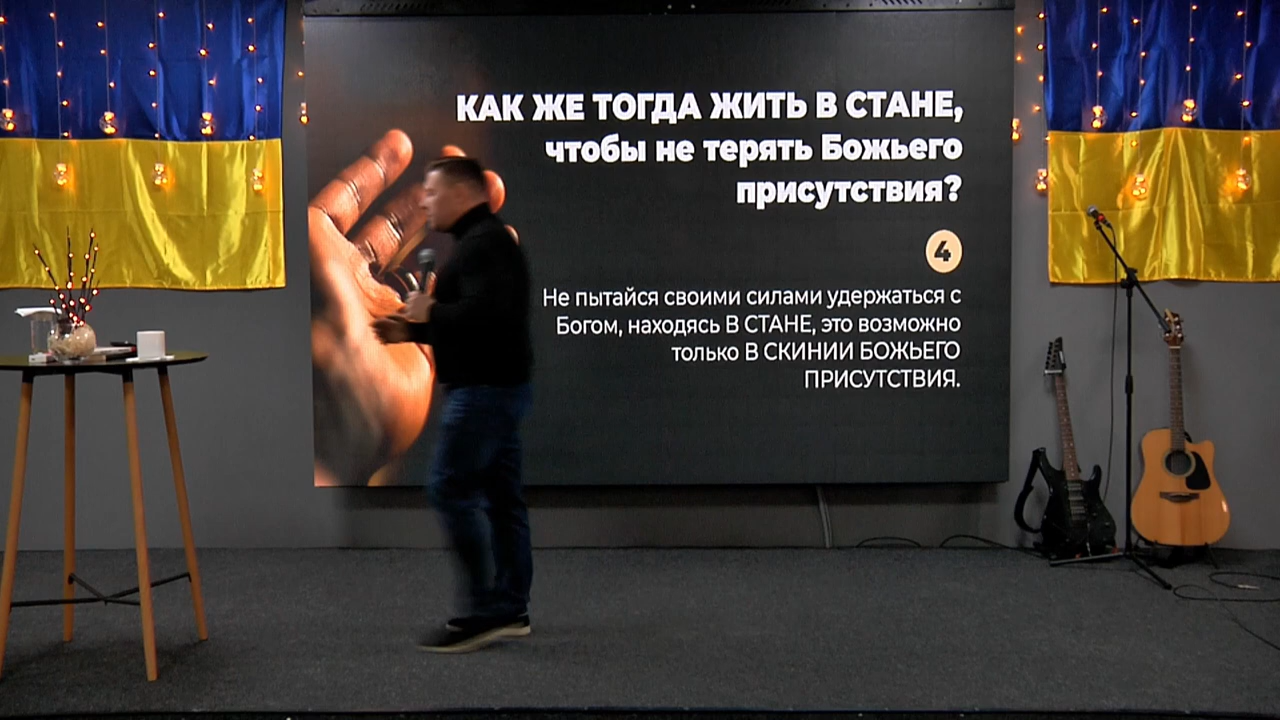 КАК ЖЕ ТОГДА ЖИТЬ В СТАНЕ,
чтобы не терять Божьего
присутствия?
4
Не пытайся своими силами удержаться с
Богом, находясь В СТАНЕ, это возможно
только В СКИНИИ БОЖЬЕГО
ПРИСУТСТВИЯ.